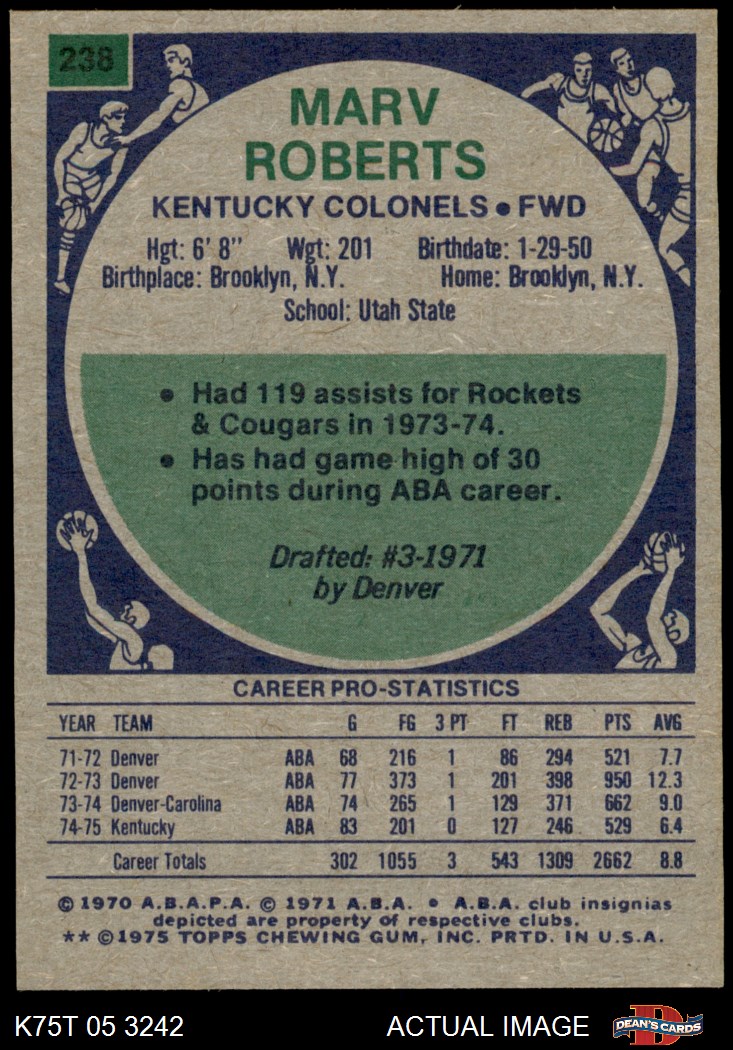 238
MARV
ROBERTS
KENTUCKY COLONELS • FWD
Hgt: 6' 8" Wgt: 201 Birthdate: 1-29-50
Birthplace: Brooklyn, N.Y. Home: Brooklyn, N.Y.
School: Utah State
• Had 119 assists for Rockets
& Cougars in 1973-74.
• Has had game high of 30
points during ABA career.
Drafted: #3-1971
by Denver
CAREER PRO-STATISTICS
YEAR TEAM G FG 3 PT FT REB PTS AVG
71-72 Denver ABA 68 216 1 86 294 521 7.7
72-73 Denver ABA 77 373 1 201 398 950 12.3
73-74 Denver-Carolina ABA 74 265 1 129 371 662 9.0
74-75 Kentucky ABA 83 201 0 127 246 529 6.4
Career Totals 302 1055 3 543 1309 2662 8.8
© 1970 A.B.A.P.A. © 1971 A.B.A. • A.B.A. club insignias
depicted are property of respective clubs.
** © 1975 TOPPS CHEWING GUM, INC. PRTD. IN U.S.A.
K75T 05 3242 ACTUAL IMAGE D DEAN'S CARDS